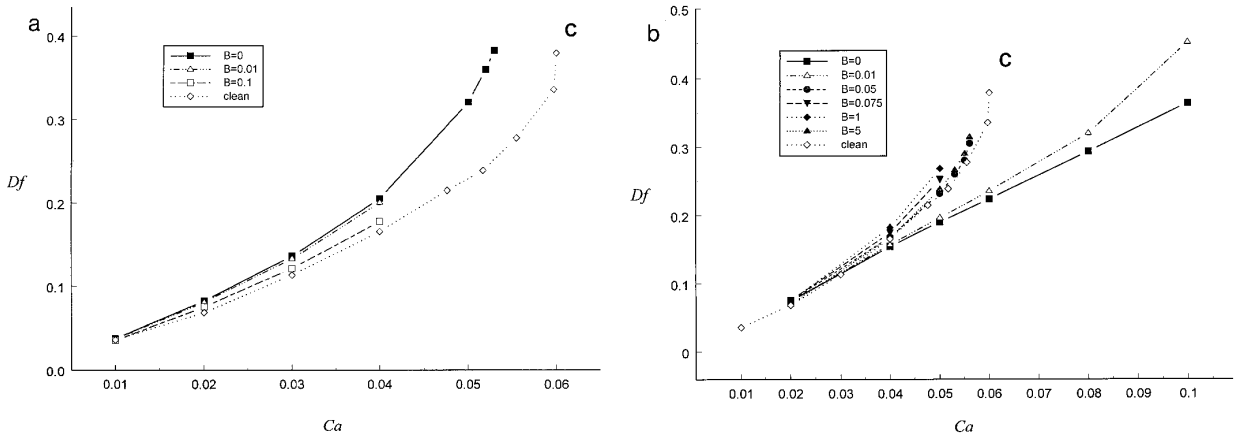 a
c
B=0
B=0.01
B=0.1
clean
0.4
0.3
0.2
0.1
0.0
Df
0.01 0.02 0.03 0.04 0.05 0.06
Ca
b
c
B=0
B=0.01
B=0.05
B=0.075
B=1
B=5
clean
0.5
0.4
0.3
0.2
0.1
0
Df
0.01 0.02 0.03 0.04 0.05 0.06 0.07 0.08 0.09 0.1
Ca